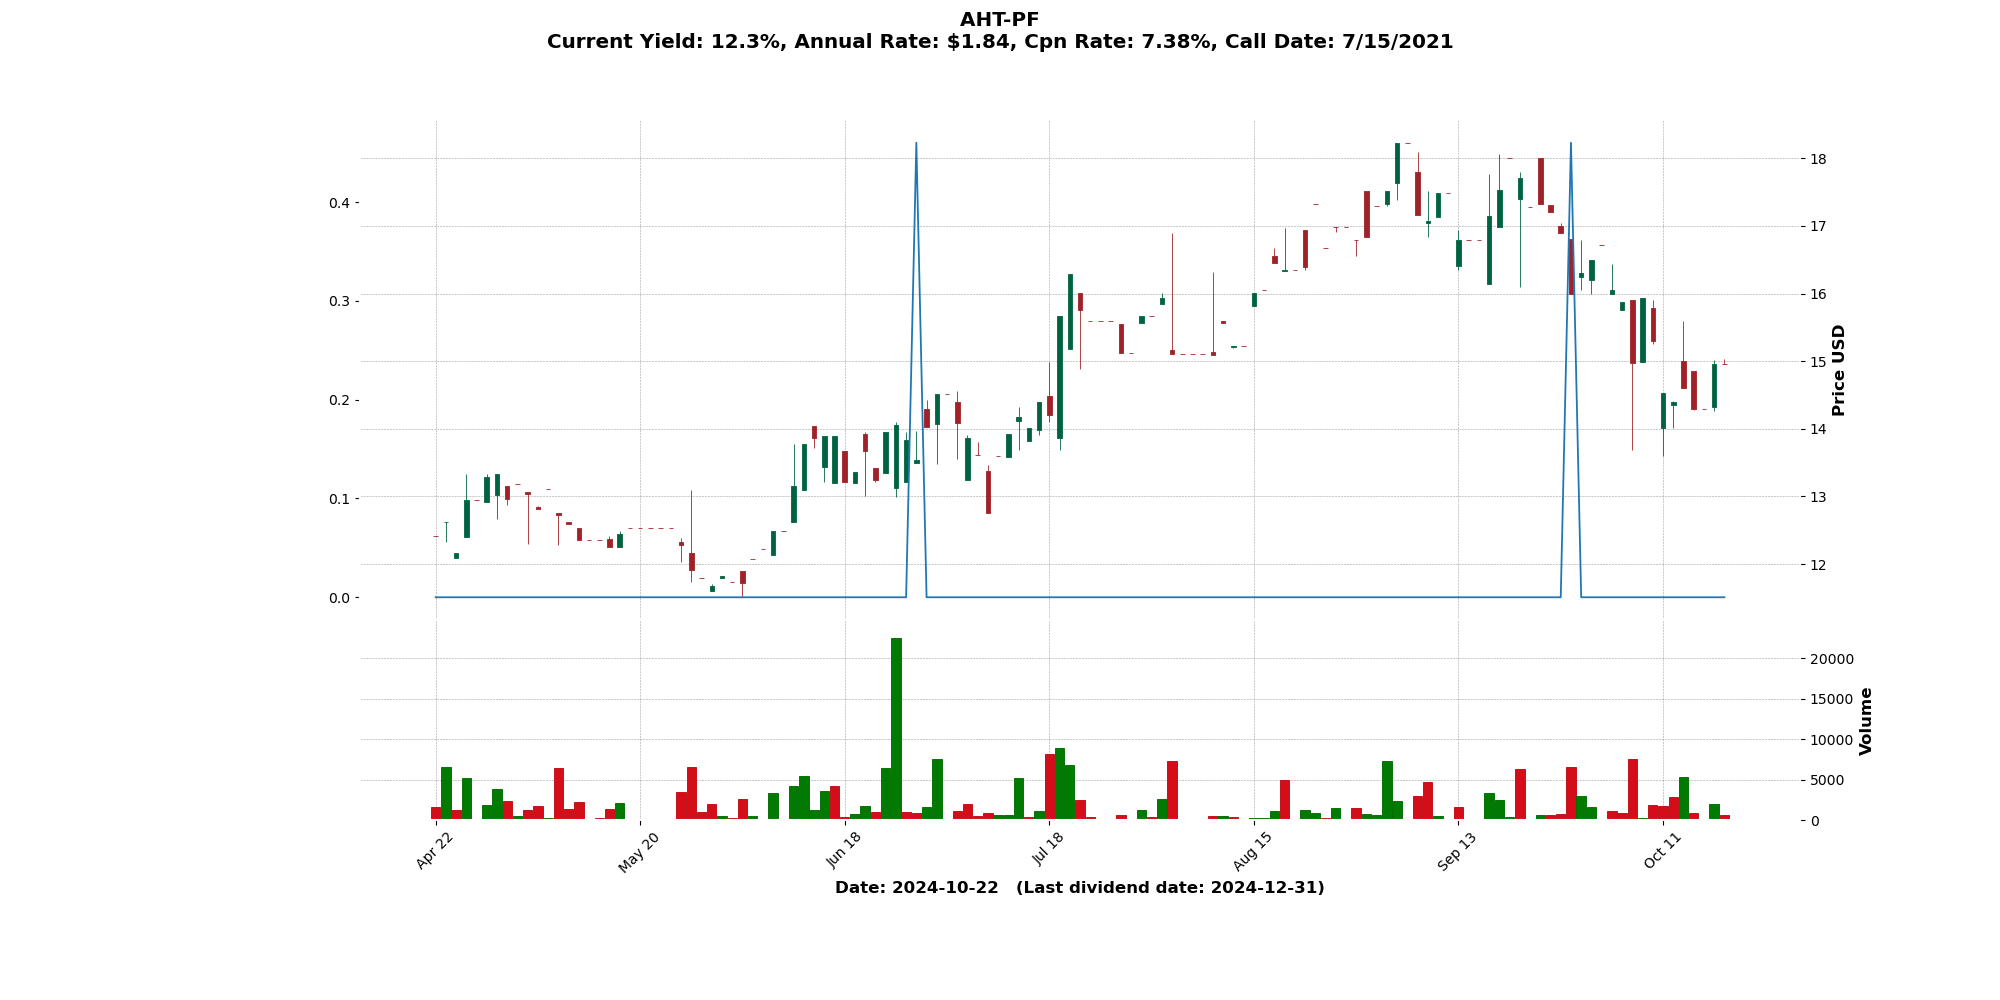 AHT-PF
Current Yield: 12.3%, Annual Rate: $1.84, Cpn Rate: 7.38%, Call Date: 7/15/2021
0.4
0.3
0.2
0.1
0.0
18
17
16
15
14
13
12
Price USD
20000
15000
10000
5000
0
Volume
Apr 22
May 20
Jun 18
Jul 18
Aug 15
Sep 13
Oct 11
Date: 2024-10-22 (Last dividend date: 2024-12-31)